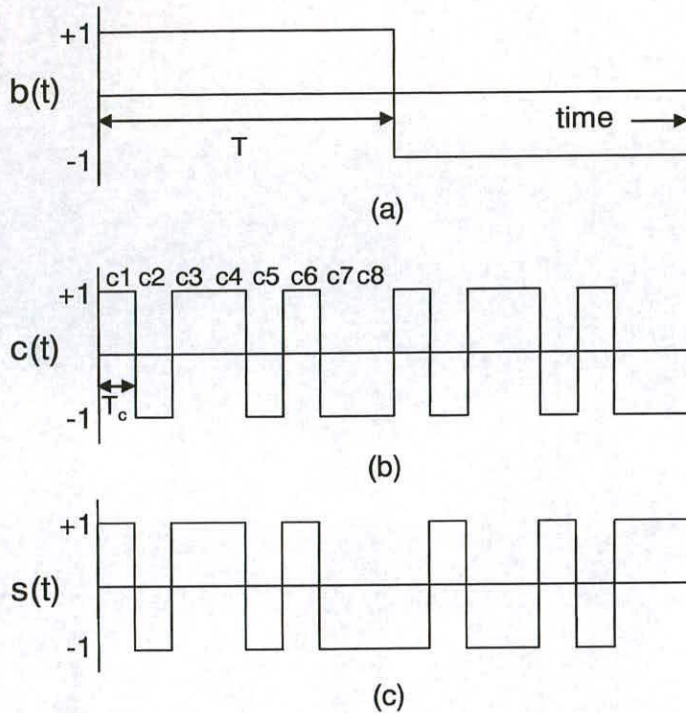 +1
b(t)
T
time
-1
(a)
c1 c2 c3 c4 c5 c6 c7 c8
+1
c(t)
Tc
-1
(b)
+1
s(t)
-1
(c)